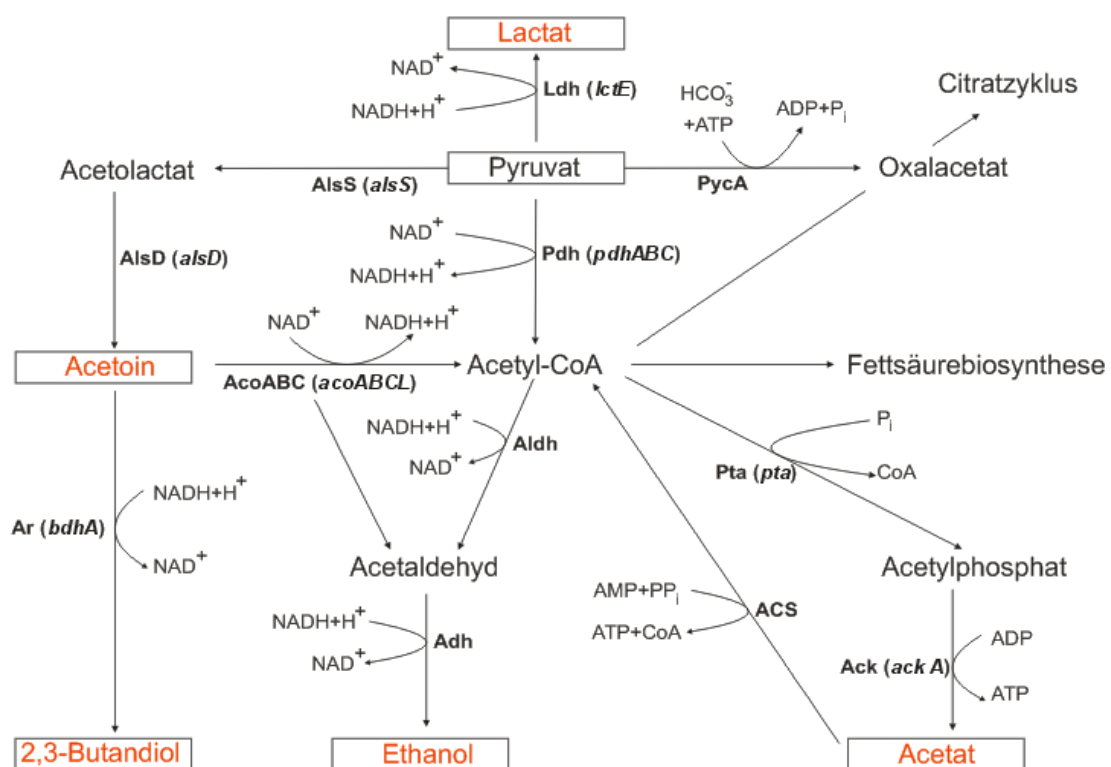 Lactat
NAD+
Ldh (lctE)
NADH+H+
HCO3-
+ATP
ADP+Pi
Citratzyklus
Acetolactat
Pyruvat
Oxalacetat
AlsS (alsS)
PycA
NAD+
AlsD (alsD)
Pdh (pdhABC)
NADH+H+
NAD+
NADH+H+
Acetoin
Acetyl-CoA
Fettsäurebiosynthese
AcoABC (acoABCL)
NADH+H+
Aldh
NAD+
Pi
Pta (pta)
CoA
NADH+H+
Ar (bdhA)
NAD+
Acetaldehyd
Acetylphosphat
AMP+PPi
ACS
ATP+CoA
NADH+H+
Adh
NAD+
ADP
Ack (ack A)
ATP
2,3-Butandiol
Ethanol
Acetat